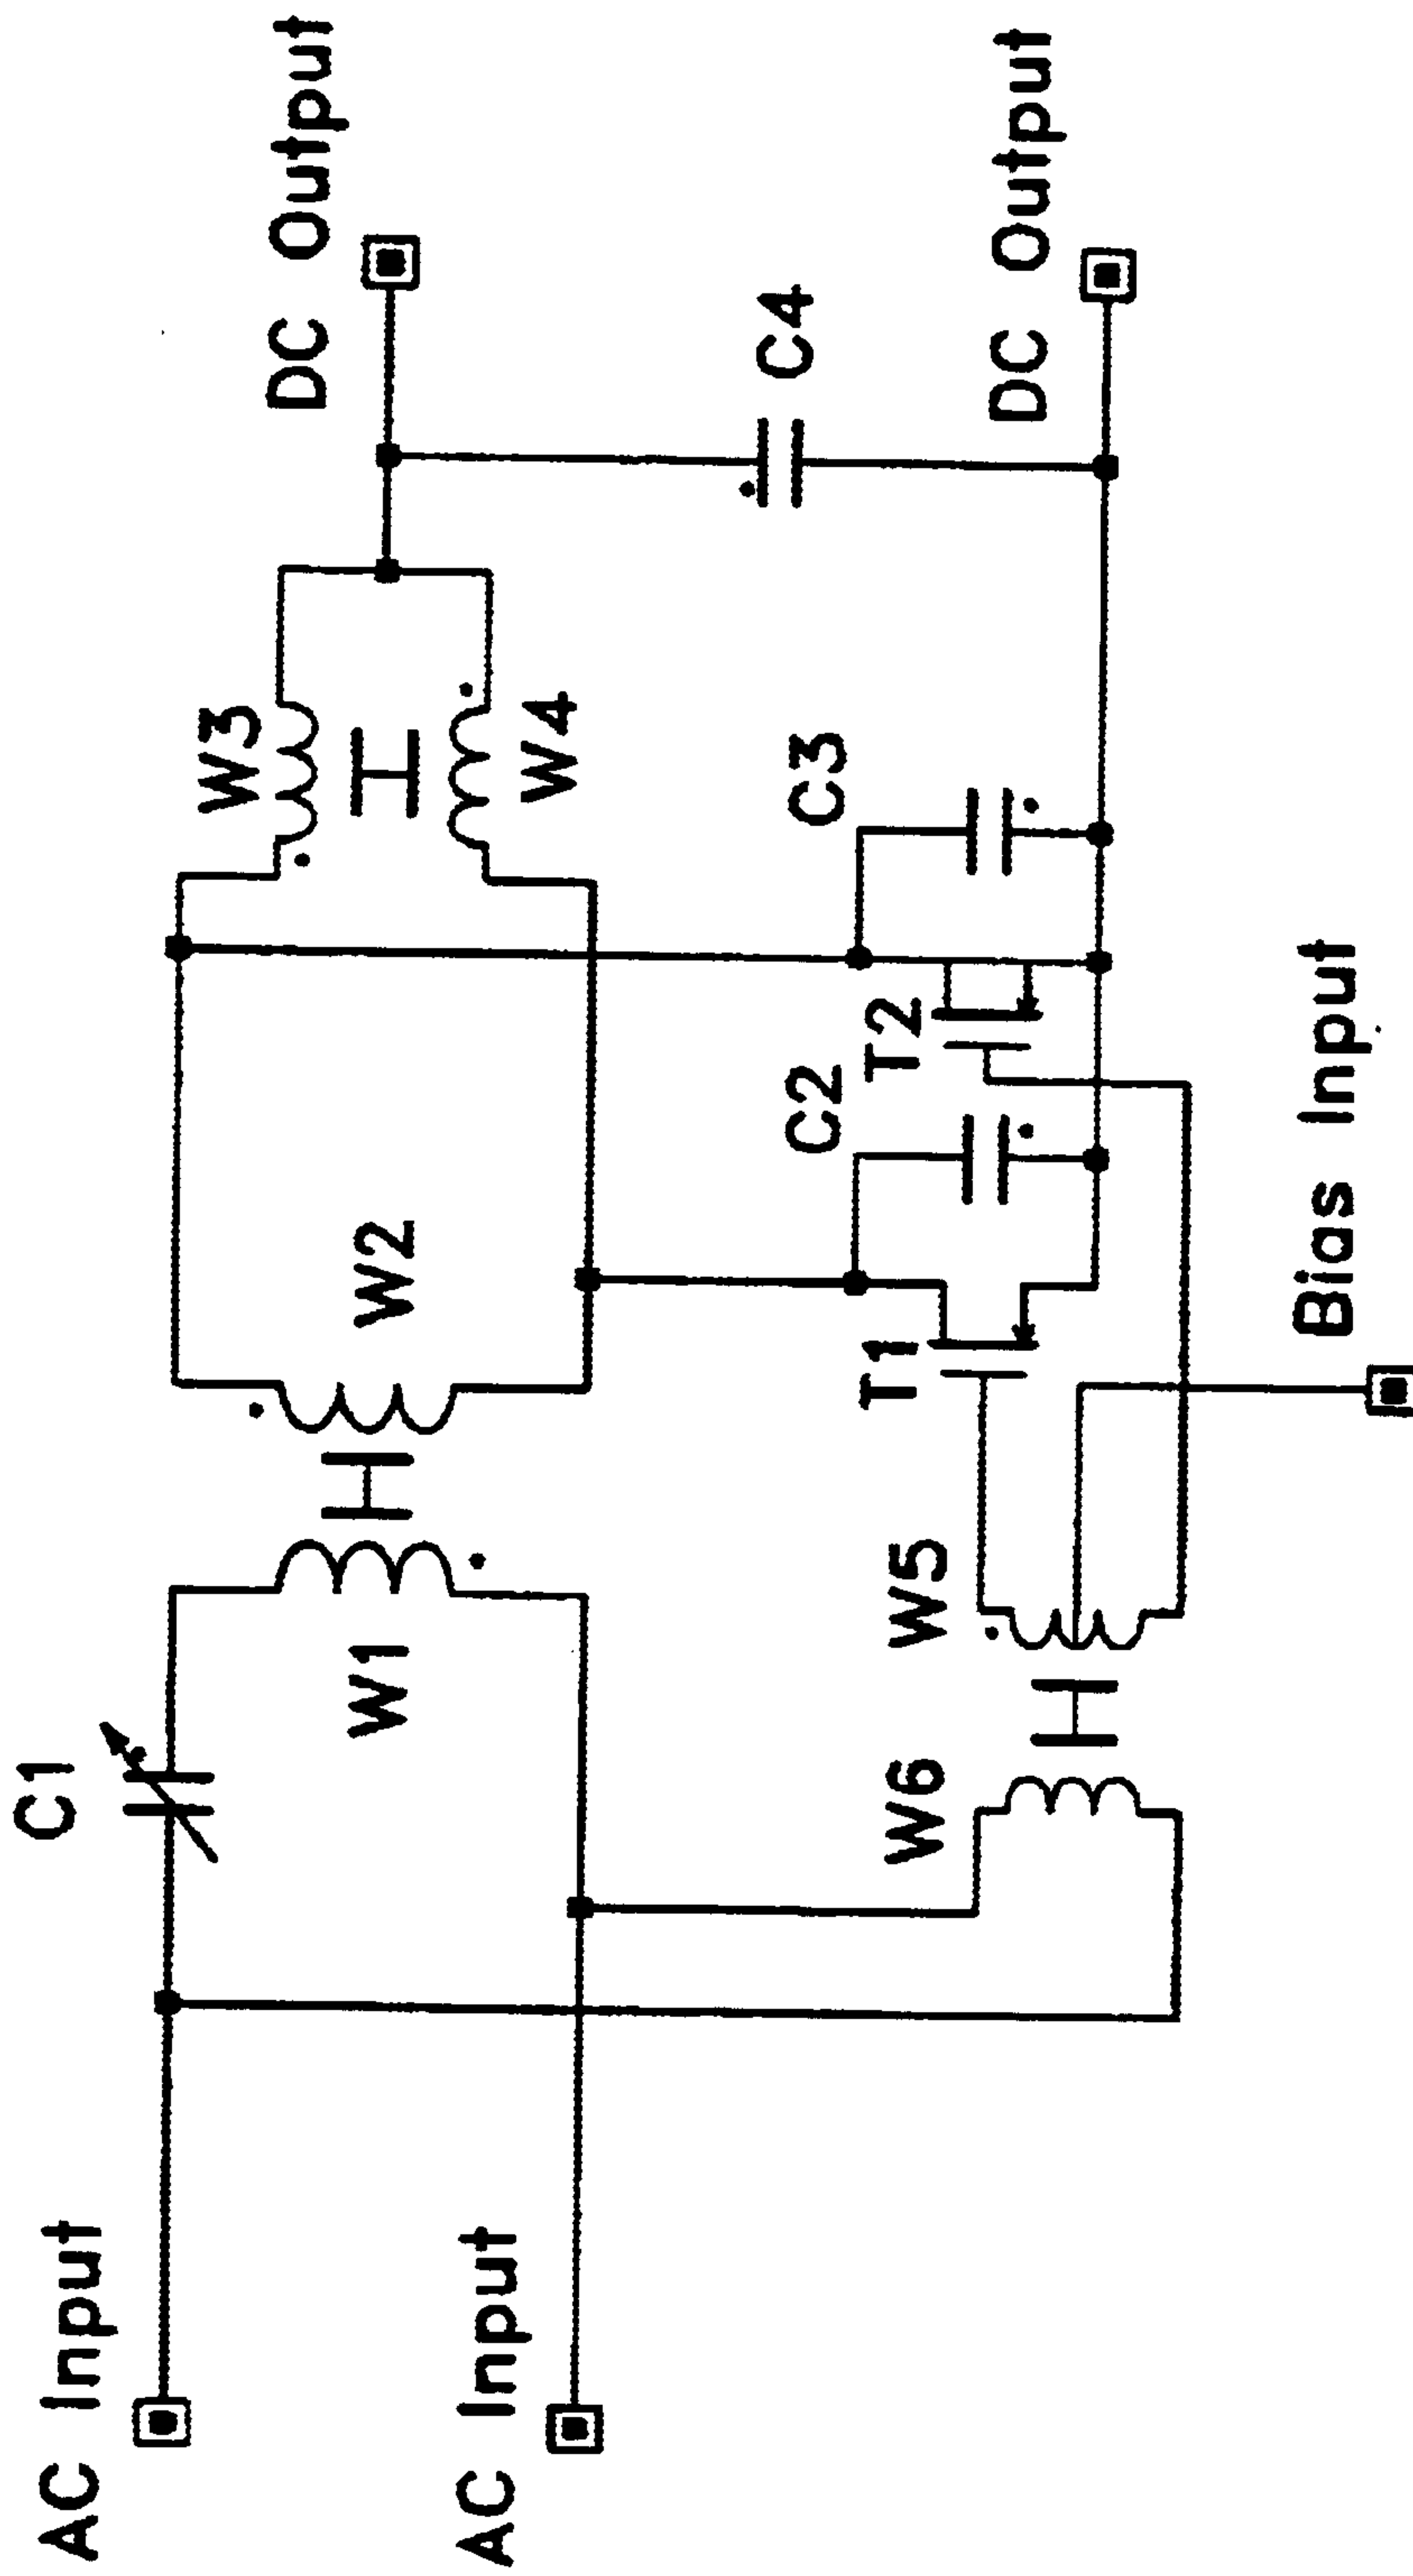 AC Input
C1
W1
W2
W3
W4
DC Output
AC Input
C4
W6
W5
T1
C2
T2
C3
DC Output
Bias Input